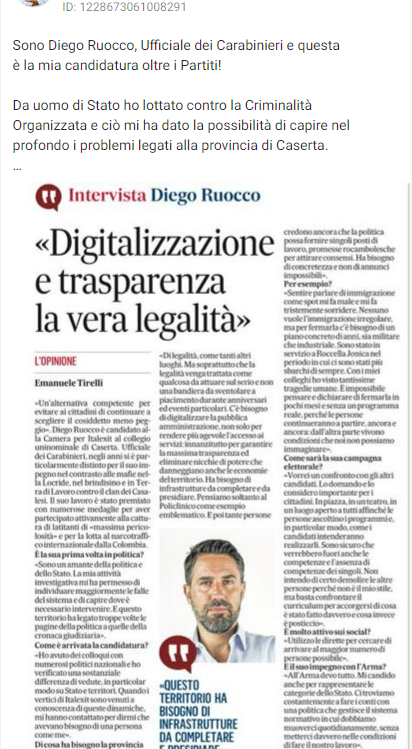 ID: 1228673061008291
Sono Diego Ruocco, Ufficiale dei Carabinieri e questa
è la mia candidatura oltre i Partiti!
Da uomo di Stato ho lottato contro la Criminalità
Organizzata e ciò mi ha dato la possibilità di capire nel
profondo i problemi legati alla provincia di Caserta.
...
Intervista Diego Ruocco
«Digitalizzazione
e trasparenza
la vera legalità»
L'OPINIONE
Emanuele Tirelli
«Un'alternativa competente per
evitare ai cittadini di continuare a
scegliere il cosiddetto meno peg-
gio». Diego Ruocco è candidato al-
la Camera per Italexit al collegio
uninominale di Caserta. Ufficiale
dei Carabinieri, negli anni si è par-
ticolarmente distinto per il suo im-
pegno nel contrasto alle mafie nel-
la Locride, nel brindisino e in Ter-
ra di Lavoro contro il clan dei Casa-
lesi. Il suo lavoro è stato premiato
con numerose medaglie per aver
partecipato attivamente alla cattu-
ra di latitanti di «massima perico-
losità» e per la lotta al narcotraffi-
co internazionale dalla Colombia.
È la sua prima volta in politica?
«Sono un amante della politica e
dello Stato. La mia attività
investigativa mi ha permesso di
individuare maggiormente le falle
del sistema e di capire dove è
necessario intervenire. E questo
territorio ha legato troppe volte le
pagine della politica a quelle della
cronaca giudiziaria».
Come è arrivata la candidatura?
«Ho avuto dei colloqui con
numerosi politici nazionali e ho
verificato una sostanziale
differenza di vedute, in particolar
modo su Stato e territori. Quando i
vertici di Italexit sono venuti a
conoscenza di queste dinamiche,
mi hanno contattato per dirmi che
avevano bisogno di una persona
come me».
Di cosa ha bisogno la provincia
«Di legalità, come tanti altri
luoghi. Ma soprattutto che la
legalità venga trattata come
qualcosa da attuare sul serio e non
una bandiera da sventolare a
piacimento durante anniversari
ed eventi particolari. C'è bisogno
di digitalizzare la pubblica
amministrazione, non solo per
rendere più agevole l'accesso ai
servizi: innanzitutto per garantire
la massima trasparenza ed
eliminare nicchie di potere che
danneggiano anche le economie
del territorio. Ha bisogno di
infrastrutture da completare e da
presidiare. Pensiamo soltanto al
Policlinico come esempio
emblematico. E poi tante persone
«QUESTO
TERRITORIO HA
BISOGNO DI
INFRASTRUTTURE
DA COMPLETARE
E PRESIDIARE
credono ancora che la politica
possa fornire singoli posti di
lavoro, promesse rocambolesche
per attirare consensi. Ha bisogno
di concretezza e non di annunci
impossibili».
Per esempio?
«Sentire parlare di immigrazione
come spot mi fa male e mi fa
tristemente sorridere. Nessuno
vuole l'immigrazione irregolare,
ma per fermarla c'è bisogno di un
piano concreto di anni, sia militare
che industriale. Sono stato in
servizio a Roccella Jonica nel
periodo in cui ci sono stati più
sbarchi di sempre. Con i miei
colleghi ho visto tantissime
tragedie umane. È impossibile
pensare e dichiarare di fermarla in
pochi mesi e senza un programma
reale, perché le persone
continueranno a partire, ancora e
ancora: dall'altra parte vivono
condizioni che noi non possiamo
immaginare».
Come sarà la sua campagna
elettorale?
«Vorrei un confronto con gli altri
candidati. Lo domando e lo
considero importante per i
cittadini. In piazza, in un teatro, in
un luogo aperto a tutti affinché le
persone ascoltino i programmi e,
in particolar modo, come i
candidati intenderanno
realizzarli. Sono sicuro che
verrebbero fuori anche le
competenze e l'assenza di
competenze dei singoli. Non
intendo di certo demolire le altre
persone perché non è il mio stile,
ma basta confrontare il
curriculum per accorgersi di cosa
è stato fatto davvero e cosa invece
è posticcio».
È molto attivo sui social?
«Utilizzo le dirette per cercare di
arrivare al maggior numero di
persone possibile».
E il suo impegno con l'Arma?
«All'Arma devo tutto. Mi candido
anche per rappresentare le
categorie dello Stato. Ci troviamo
costantemente a fare i conti con
una politica che gestisce il sistema
normativo in cui dobbiamo
muoverci quotidianamente, senza
metterci davvero nelle condizioni
di fare il nostro lavoro».